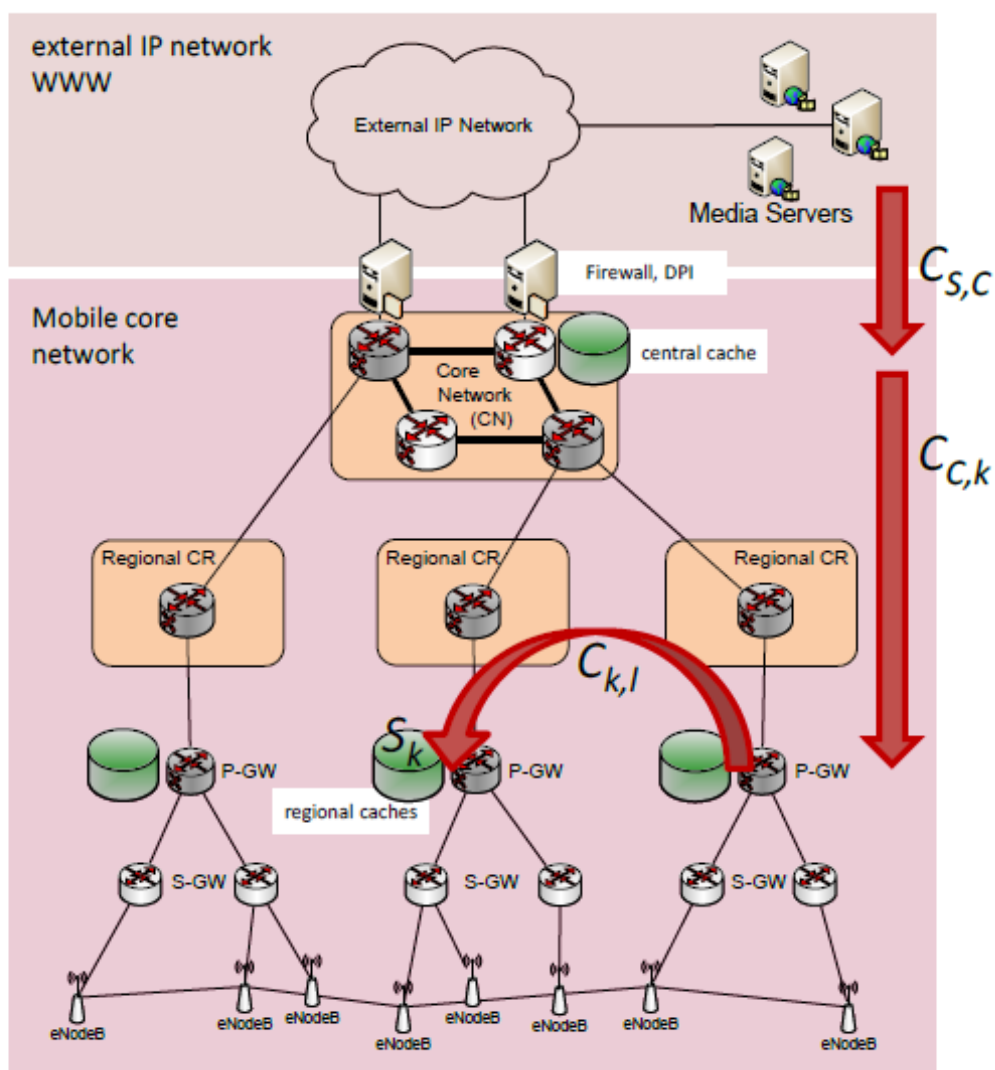 external IP network
WWW
External IP Network
Media Servers
C_{S,C}
Firewall, DPI
Mobile core
network
central cache
Core
Network
(CN)
C_{C,k}
Regional CR
Regional CR
Regional CR
C_{k,l}
S_k
P-GW
P-GW
P-GW
regional caches
S-GW
S-GW
S-GW
eNodeB
eNodeB
eNodeB
eNodeB
eNodeB
eNodeB
eNodeB
eNodeB